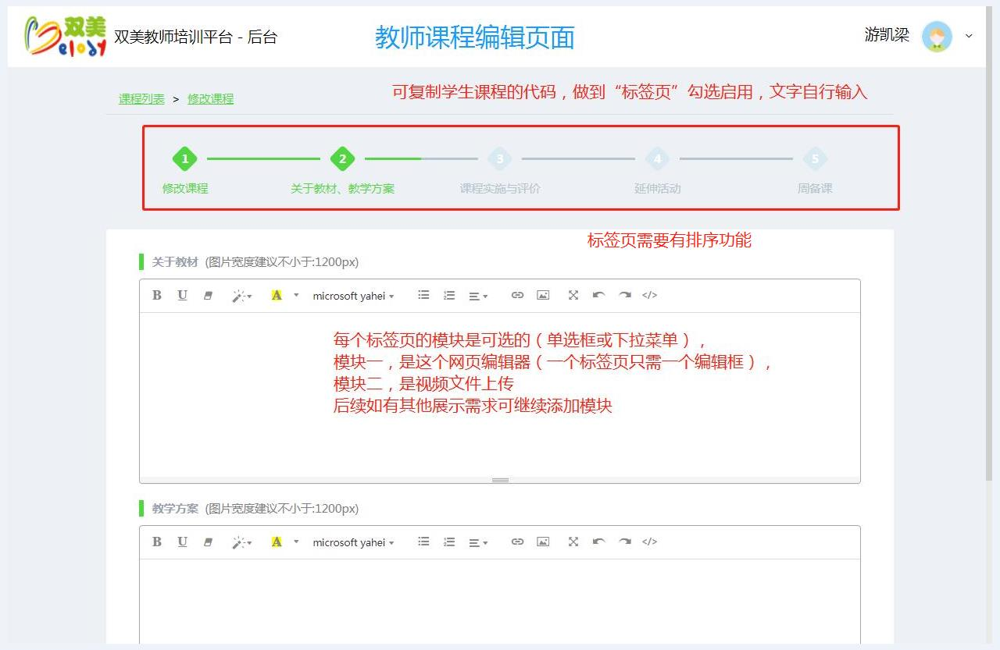 双美
elody
双美教师培训平台 - 后台
教师课程编辑页面
游凯梁
课程列表 > 修改课程
可复制学生课程的代码，做到“标签页”勾选启用，文字自行输入
1 2 3 4 5
修改课程 关于教材、教学方案 课程实施与评价 延伸活动 周备课
标签页需要有排序功能
关于教材 (图片宽度建议不小于:1200px)
B U A microsoft yahei </>
每个标签页的模块是可选的（单选框或下拉菜单），
模块一，是这个网页编辑器（一个标签页只需一个编辑框），
模块二，是视频文件上传
后续如有其他展示需求可继续添加模块
教学方案 (图片宽度建议不小于:1200px)
B U A microsoft yahei </>